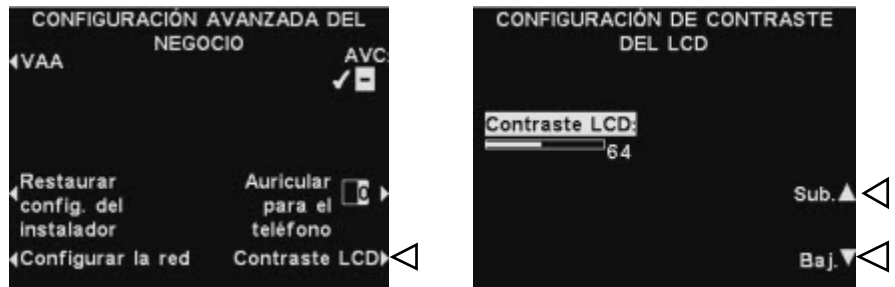 CONFIGURACIÓN AVANZADA DEL
NEGOCIO
VAA
AVC:
Restaurar
config. del
instalador
Auricular
para el
teléfono
0
Configurar la red
Contraste LCD
CONFIGURACIÓN DE CONTRASTE
DEL LCD
Contraste LCD:
64
Sub.
Baj.